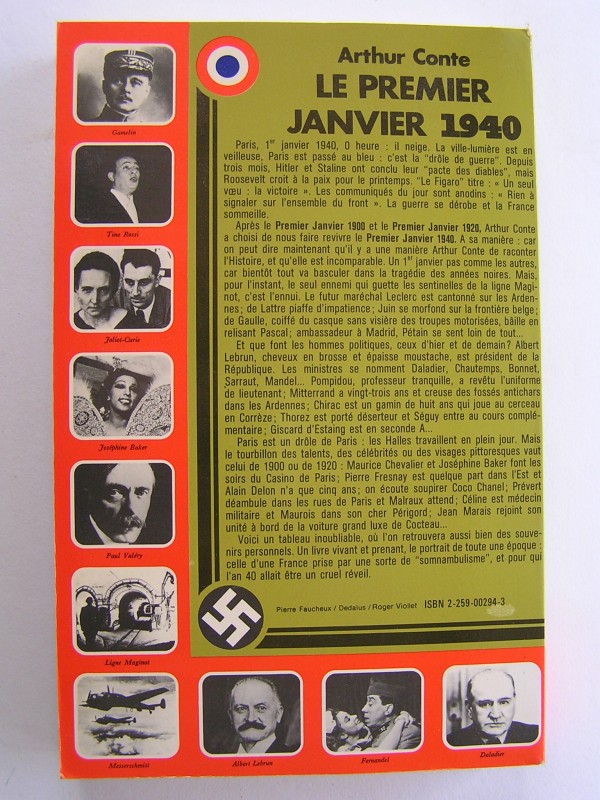 Arthur Conte
LE PREMIER
JANVIER 1940
Paris, 1er janvier 1940, 0 heure : il neige. La ville-lumière est en
veilleuse, Paris est passé au bleu : c'est la "drôle de guerre". Depuis
trois mois, Hitler et Staline ont conclu leur "pacte des diables", mais
Roosevelt croit à la paix pour le printemps. "Le Figaro" titre : « Un seul
vœu : la victoire ». Les communiqués du jour sont anodins : « Rien à
signaler sur l'ensemble du front ». La guerre se dérobe et la France
sommeille.
Après le Premier Janvier 1900 et le Premier Janvier 1920, Arthur Conte
a choisi de nous faire revivre le Premier Janvier 1940. A sa manière : car
on peut dire maintenant qu'il y a une manière Arthur Conte de raconter
l'Histoire, et qu'elle est incomparable. Un 1er janvier pas comme les autres,
car bientôt tout va basculer dans la tragédie des années noires. Mais,
pour l'instant, le seul ennemi qui guette les sentinelles de la ligne Magi-
not, c'est l'ennui. Le futur maréchal Leclerc est cantonné sur les Arden-
nes ; de Lattre piaffe d'impatience ; Juin se morfond sur la frontière belge ;
de Gaulle, coiffé du casque sans visière des troupes motorisées, bâille en
relisant Pascal ; ambassadeur à Madrid, Pétain se sent loin de tout...
Et que font les hommes politiques, ceux d'hier et de demain ? Albert
Lebrun, cheveux en brosse et épaisse moustache, est président de la
République. Les ministres se nomment Daladier, Chautemps, Bonnet,
Sarraut, Mandel... Pompidou, professeur tranquille, a revêtu l'uniforme
de lieutenant ; Mitterrand a vingt-trois ans et creuse des fossés antichars
dans les Ardennes ; Chirac est un gamin de huit ans qui joue au cerceau
en Corrèze ; Thorez est porté déserteur et Séguy entre au cours complé-
mentaire ; Giscard d'Estaing est en seconde A...
Paris est un drôle de Paris : les Halles travaillent en plein jour. Mais
le tourbillon des talents, des célébrités ou des visages pittoresques vaut
celui de 1900 ou de 1920 : Maurice Chevalier et Joséphine Baker font les
soirs du Casino de Paris ; Pierre Fresnay est quelque part dans l'Est et
Alain Delon n'a que cinq ans ; on écoute soupirer Coco Chanel ; Prévert
déambule dans les rues de Paris et Malraux attend ; Céline est médecin
militaire et Maurois dans son cher Périgord ; Jean Marais rejoint son
unité à bord de la voiture grand luxe de Cocteau...
Voici un tableau inoubliable, où l'on retrouvera aussi bien des souve-
nirs personnels. Un livre vivant et prenant, le portrait de toute une époque :
celle d'une France prise par une sorte de "somnambulisme", et pour qui
l'an 40 allait être un cruel réveil.
Pierre Faucheux / Dedalus / Roger Viollet ISBN 2-259-00294-3
Gamelin
Tino Rossi
Joliot-Curie
Joséphine Baker
Paul Valéry
Ligne Maginot
Messerschmitt
Albert Lebrun
Fernandel
Daladier